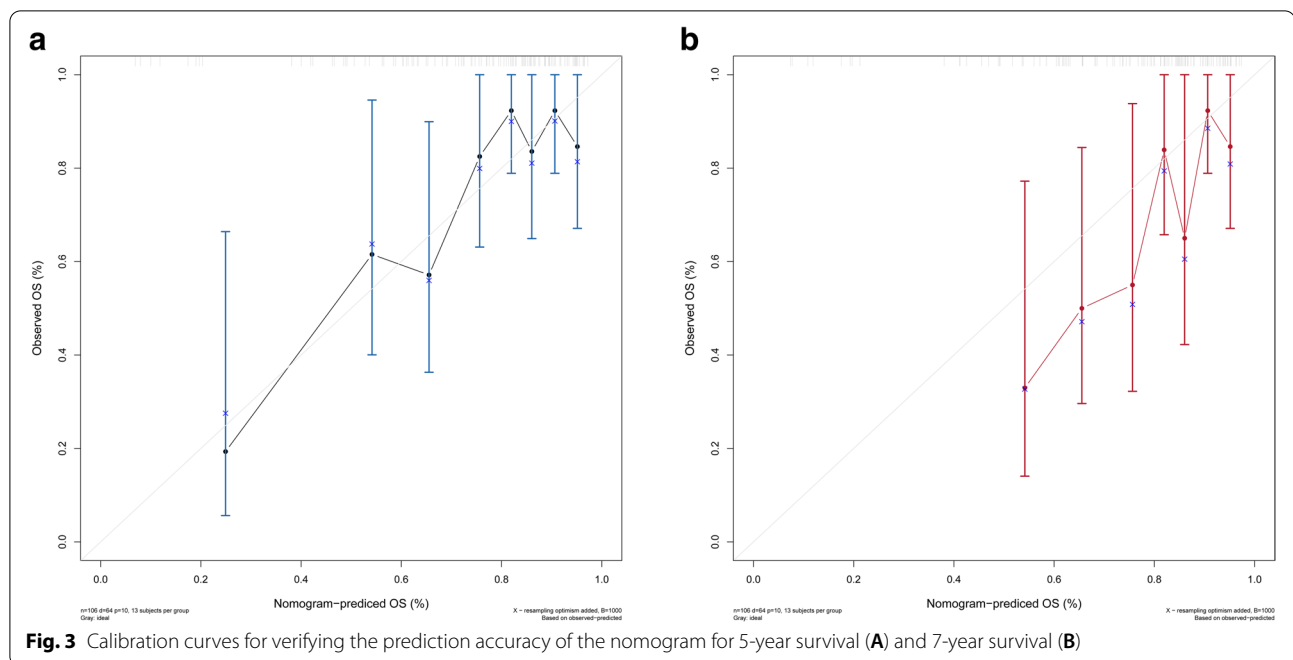 a
b
1.0
0.8
0.6
0.4
0.2
0.0
Observed OS (%)
0.0 0.2 0.4 0.6 0.8 1.0
Nomogram−prediced OS (%)
n=106 d=64 p=10, 13 subjects per group
Gray: ideal
X − resampling optimism added, B=1000
Based on observed−predicted
1.0
0.8
0.6
0.4
0.2
0.0
Observed OS (%)
0.0 0.2 0.4 0.6 0.8 1.0
Nomogram−prediced OS (%)
n=106 d=64 p=10, 13 subjects per group
Gray: ideal
X − resampling optimism added, B=1000
Based on observed−predicted
Fig. 3 Calibration curves for verifying the prediction accuracy of the nomogram for 5-year survival (A) and 7-year survival (B)